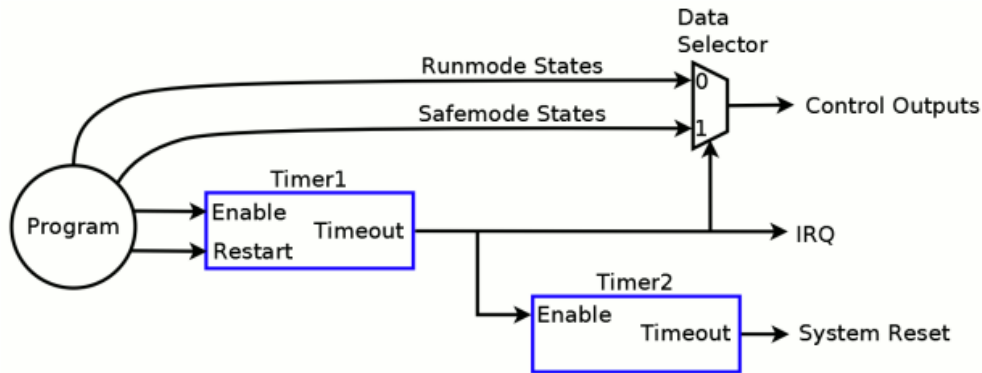 Data
Selector
Runmode States
0
Control Outputs
Safemode States
1
Timer1
Program
Enable
Timeout
Restart
IRQ
Timer2
Enable
Timeout
System Reset